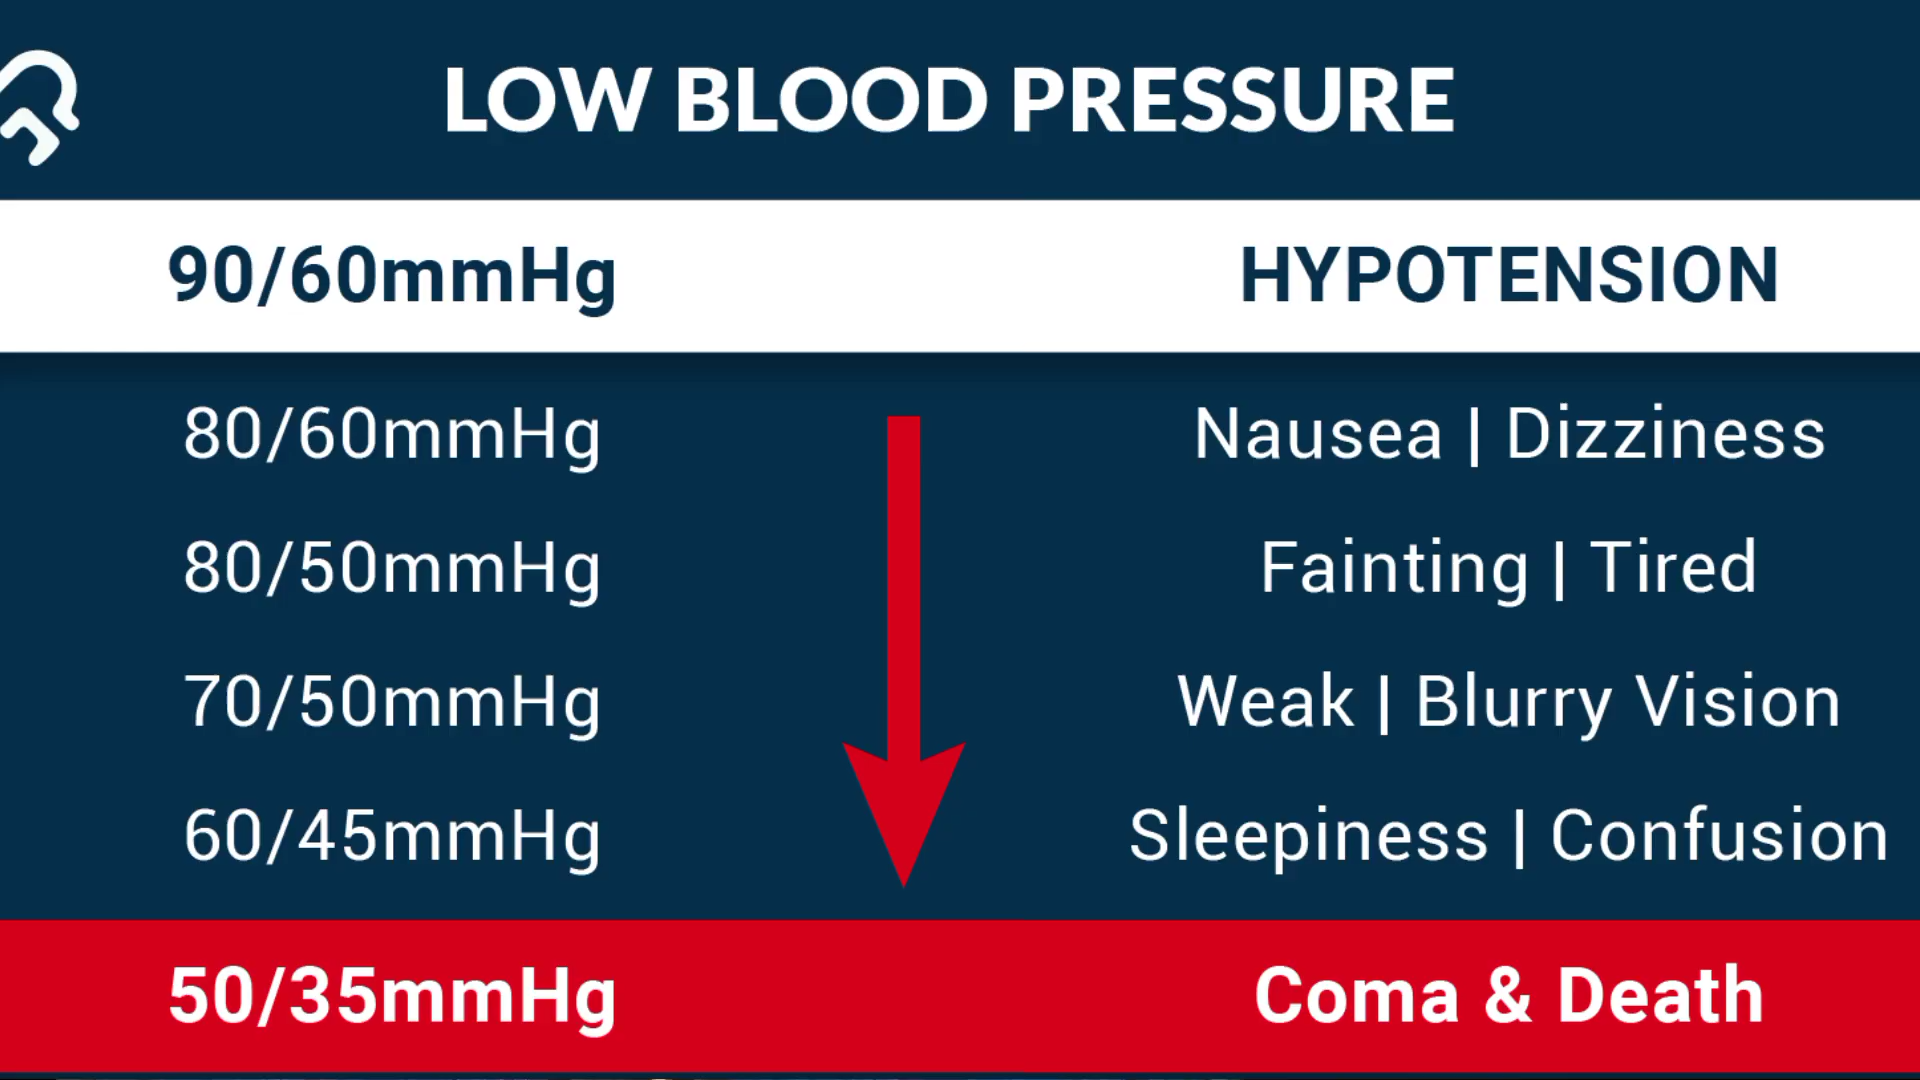 LOW BLOOD PRESSURE
90/60mmHg HYPOTENSION
80/60mmHg Nausea | Dizziness
80/50mmHg Fainting | Tired
70/50mmHg Weak | Blurry Vision
60/45mmHg Sleepiness | Confusion
50/35mmHg Coma & Death